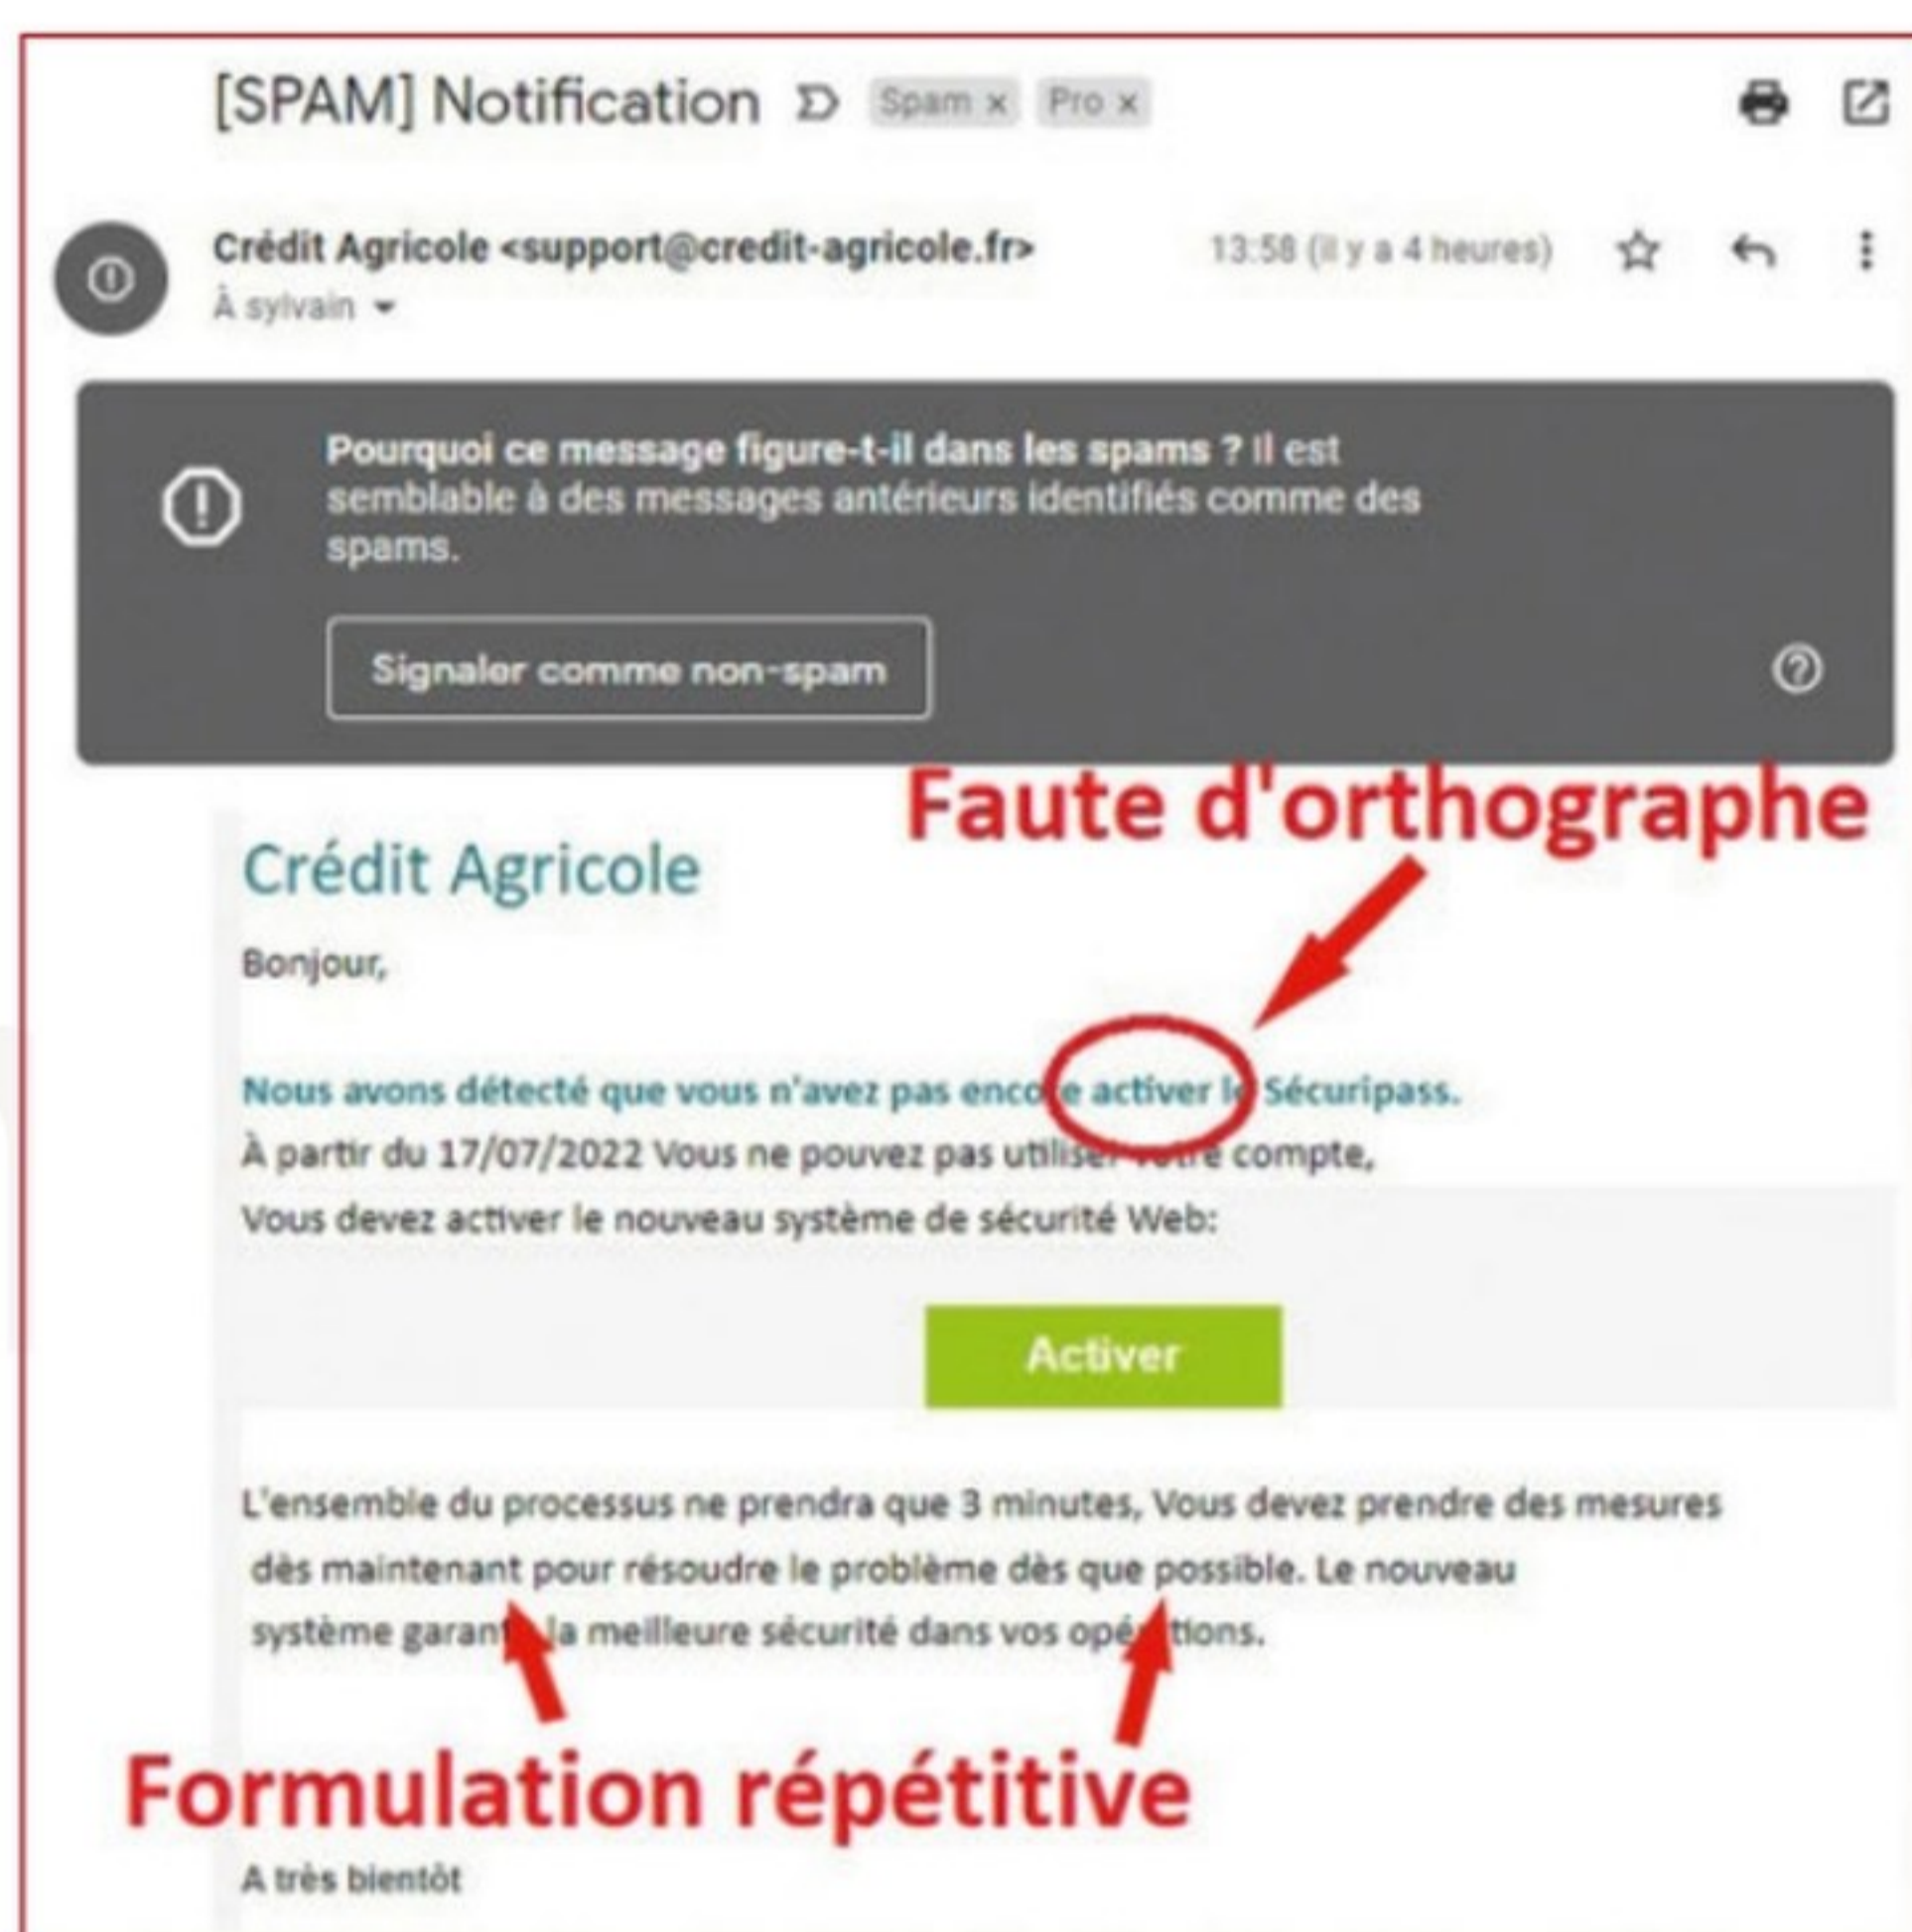 [SPAM] Notification Spam x Pro x
Crédit Agricole <support@credit-agricole.fr> 13:58 (il y a 4 heures)
À sylvain
Pourquoi ce message figure-t-il dans les spams ? Il est
semblable à des messages antérieurs identifiés comme des
spams.
Signaler comme non-spam
Faute d'orthographe
Crédit Agricole
Bonjour,
Nous avons détecté que vous n'avez pas encore activer le Sécuripass.
À partir du 17/07/2022 Vous ne pouvez pas utiliser votre compte,
Vous devez activer le nouveau système de sécurité Web:
Activer
L'ensemble du processus ne prendra que 3 minutes, Vous devez prendre des mesures
dès maintenant pour résoudre le problème dès que possible. Le nouveau
système garantit la meilleure sécurité dans vos opérations.
Formulation répétitive
A très bientôt